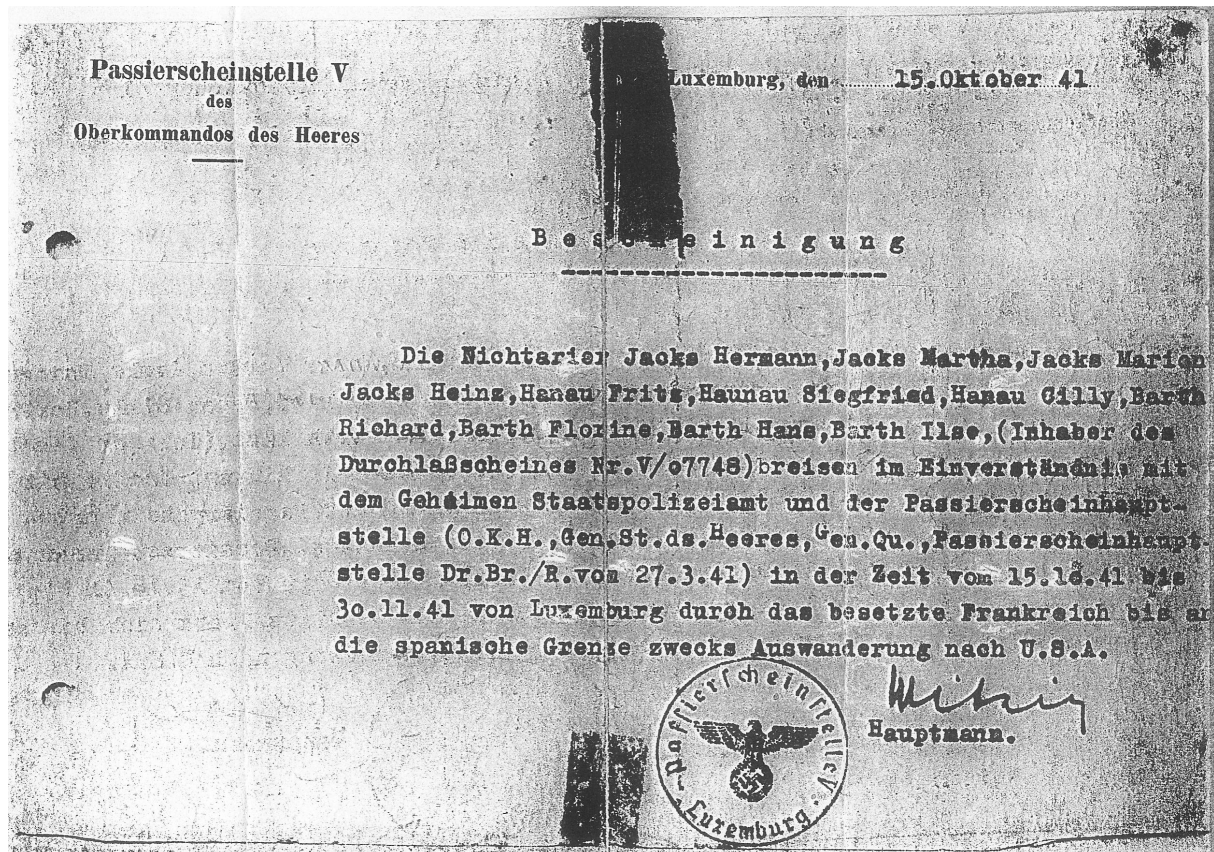 Passierscheinstelle V
des
Oberkommandos des Heeres
Luxemburg, den 15.Oktober 41
Bescheinigung
Die Nichtarier Jacks Hermann,Jacks Martha,Jacks Marion
Jacks Heinz,Hanau Fritz,Haunau Siegfried,Hanau Cilly,Barth
Richard,Barth Florine,Barth Hans,Barth Ilse,(Inhaber des
Durchlaßscheines Nr.V/o7748)breisen im Einverständnis mit
dem Geheimen Staatspolizeiamt und der Passierscheinhaupt-
stelle (O.K.H.,Gen.St.ds.Heeres,Gen.Qu.,Passierscheinhaupt-
stelle Dr.Br./R.vom 27.3.41) in der Zeit vom 15.10.41 bis
3o.11.41 von Luxemburg durch das besetzte Frankreich bis an
die spanische Grenze zwecks Auswanderung nach U.S.A.
Hauptmann.
Passierscheinstelle V. Luxemburg